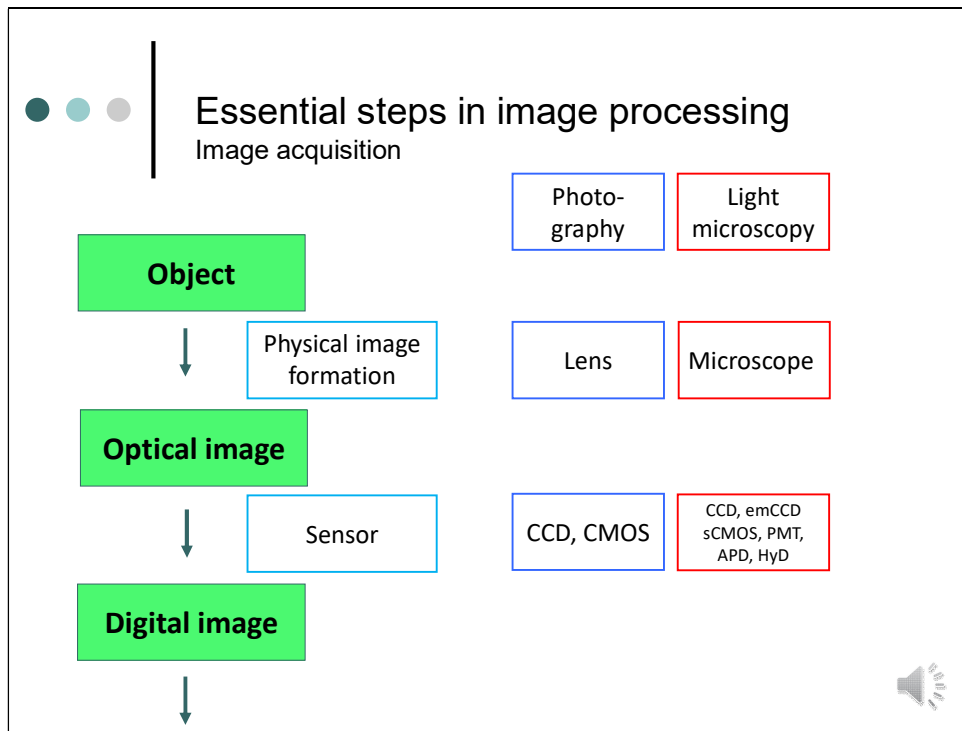 Essential steps in image processing
Image acquisition
Photo-
graphy
Light
microscopy
Object
Physical image
formation
Lens
Microscope
Optical image
Sensor
CCD, CMOS
CCD, emCCD
sCMOS, PMT,
APD, HyD
Digital image